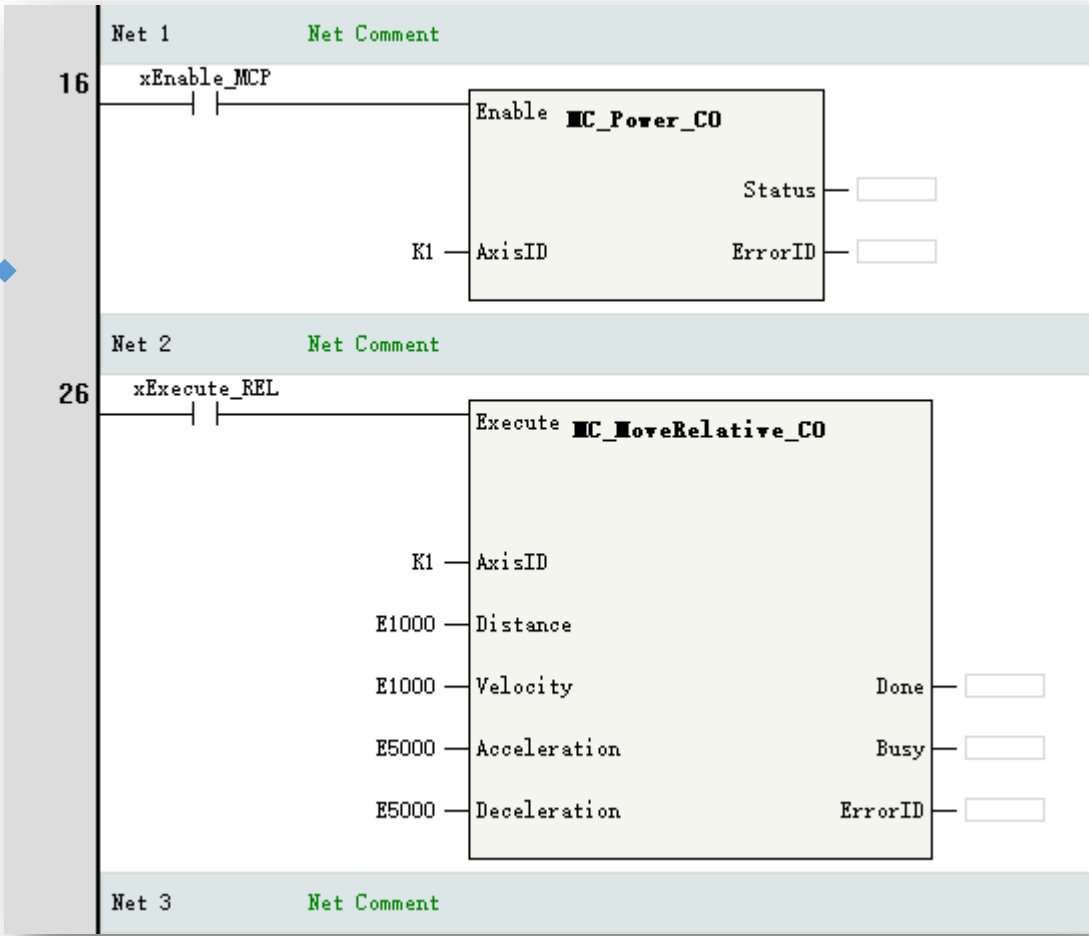 Net 1 Net Comment
16 xEnable_MCP
Enable MC_Power_CO
Status
K1 AxisID ErrorID
Net 2 Net Comment
26 xExecute_REL
Execute MC_MoveRelative_CO
K1 AxisID
E1000 Distance
E1000 Velocity Done
E5000 Acceleration Busy
E5000 Deceleration ErrorID
Net 3 Net Comment